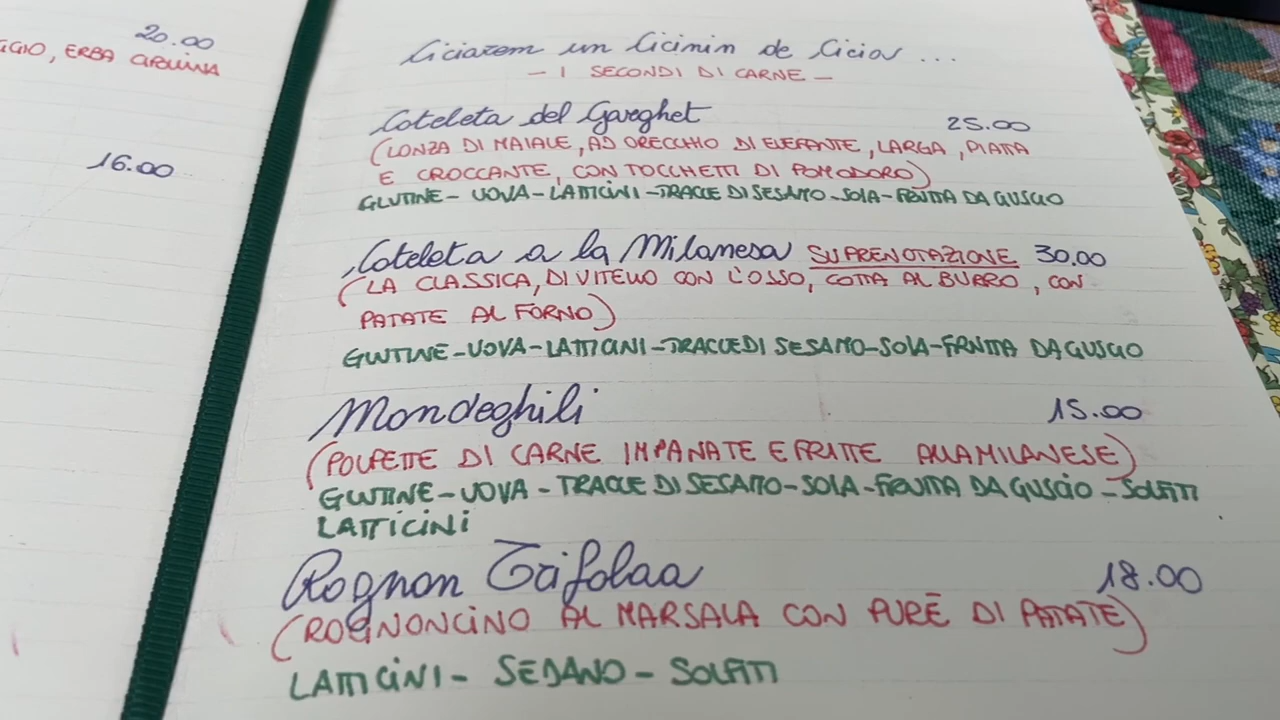 20.00
GGIO, ERBA CIPOLLINA
16.00
Ciciarem un Cicinin de Cicias ...
- I SECONDI DI CARNE -
Coteleta del Gareghet 25.00
(LONZA DI MAIALE, AD ORECCHIO DI ELEFANTE, LARGA, PIATTA
E CROCCANTE, CON TOCCHETTI DI POMODORO)
GLUTINE - UOVA - LATTICINI - TRACCE DI SESAMO - SOIA - FRUTTA DA GUSCIO
Coteleta a la Milanesa SU PRENOTAZIONE 30.00
(LA CLASSICA, DI VITELLO CON L'OSSO, COTTA AL BURRO, CON
PATATE AL FORNO)
GLUTINE - UOVA - LATTICINI - TRACCE DI SESAMO - SOIA - FRUTTA DA GUSCIO
Mondeghili 15.00
(POLPETTE DI CARNE IMPANATE E FRITTE ALLA MILANESE)
GLUTINE - UOVA - TRACCE DI SESAMO - SOIA - FRUTTA DA GUSCIO - SOLFITI
LATTICINI
Rognon Trifolaa 18.00
(ROGNONCINO AL MARSALA CON PURÈ DI PATATE)
LATTICINI - SEDANO - SOLFITI